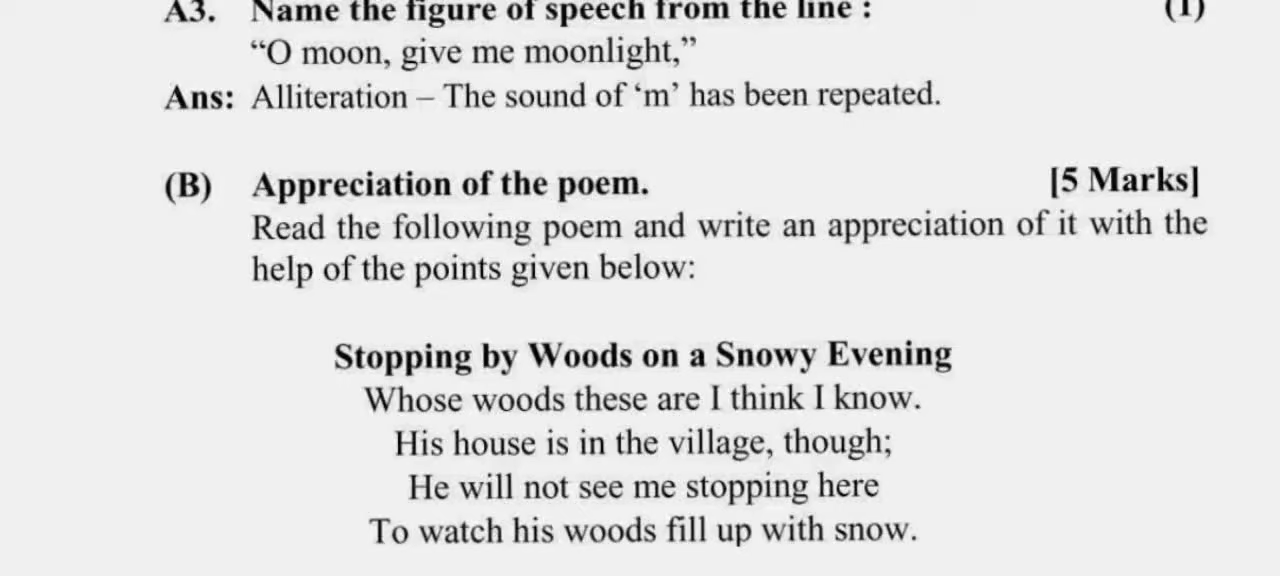 A3. Name the figure of speech from the line : (1)
“O moon, give me moonlight,”
Ans: Alliteration – The sound of ‘m’ has been repeated.
(B) Appreciation of the poem. [5 Marks]
Read the following poem and write an appreciation of it with the
help of the points given below:
Stopping by Woods on a Snowy Evening
Whose woods these are I think I know.
His house is in the village, though;
He will not see me stopping here
To watch his woods fill up with snow.